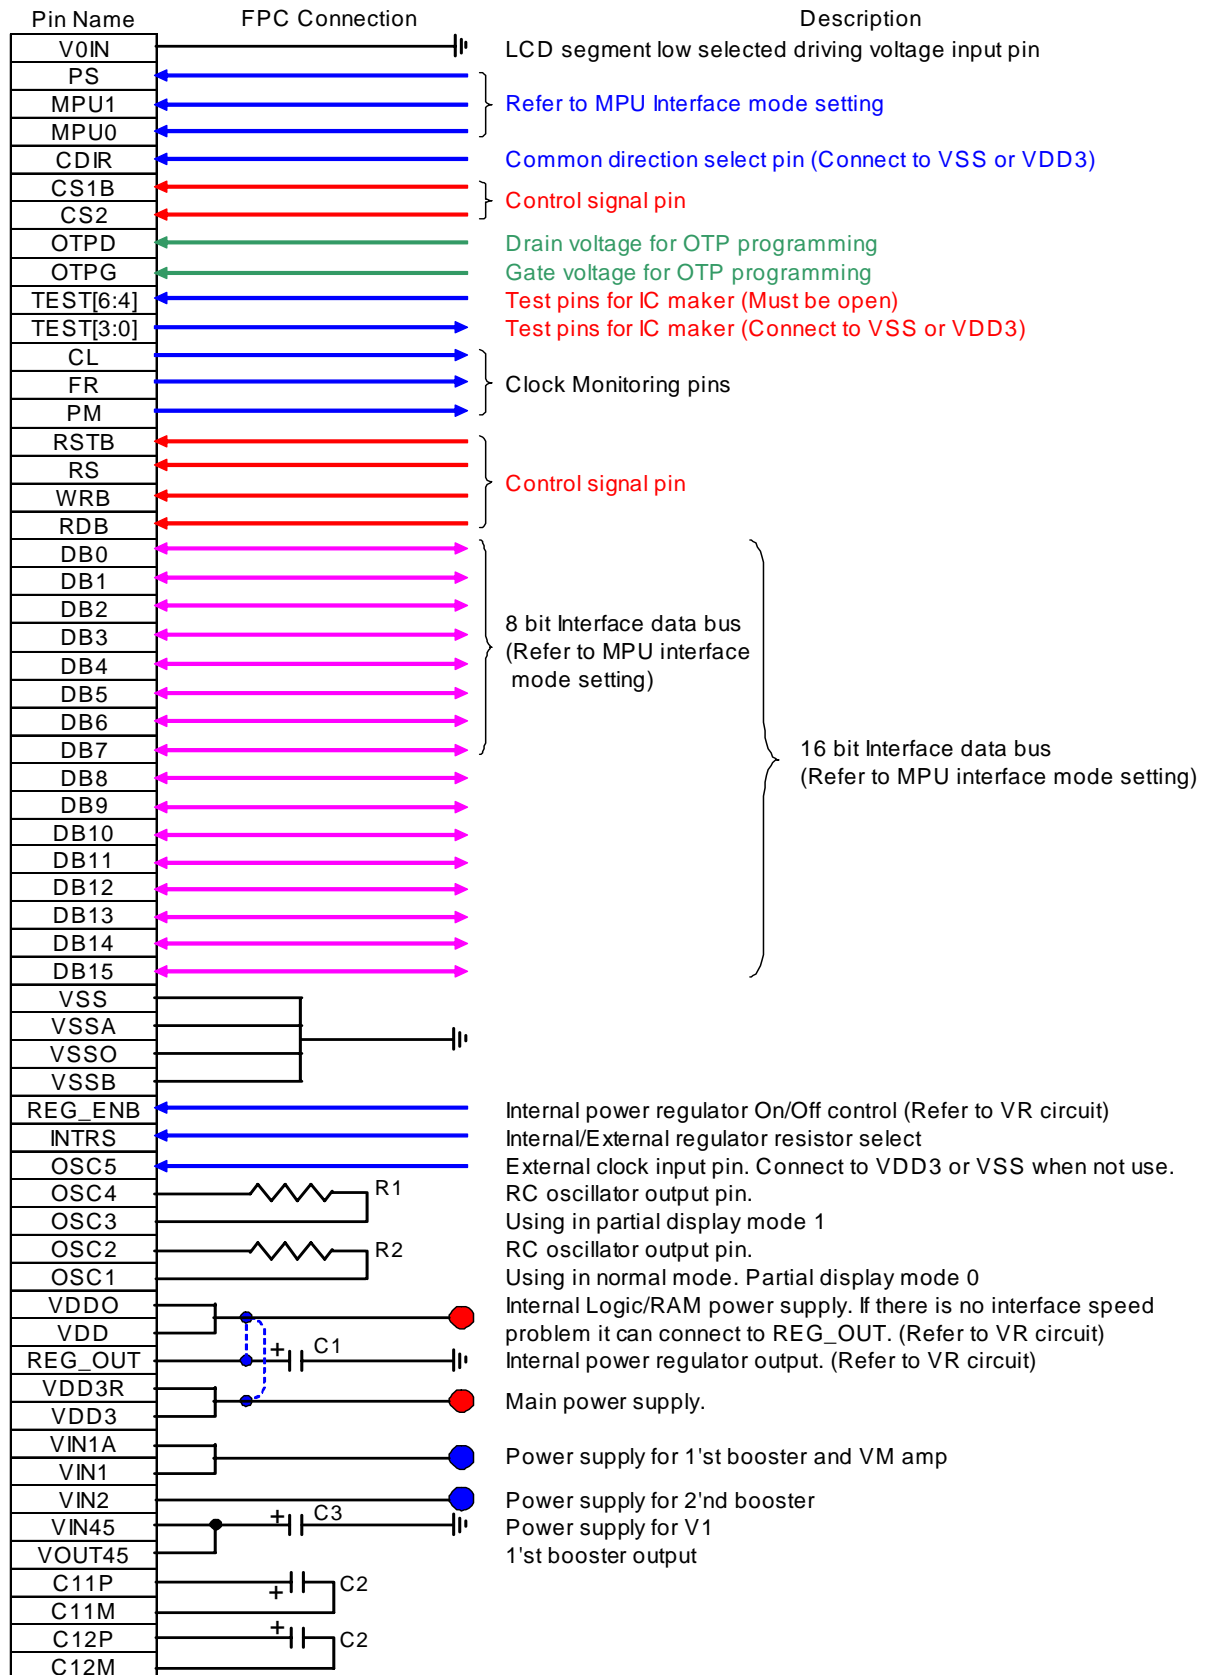 Pin Name FPC Connection Description
V0IN LCD segment low selected driving voltage input pin
PS
MPU1 Refer to MPU Interface mode setting
MPU0
CDIR Common direction select pin (Connect to VSS or VDD3)
CS1B
Control signal pin
CS2
OTPD Drain voltage for OTP programming
OTPG Gate voltage for OTP programming
TEST[6:4] Test pins for IC maker (Must be open)
TEST[3:0] Test pins for IC maker (Connect to VSS or VDD3)
CL
FR Clock Monitoring pins
PM
RSTB
RS
Control signal pin
WRB
RDB
DB0
DB1
DB2
8 bit Interface data bus
DB3
(Refer to MPU interface
DB4
mode setting)
DB5
DB6
DB7 16 bit Interface data bus
DB8 (Refer to MPU interface mode setting)
DB9
DB10
DB11
DB12
DB13
DB14
DB15
VSS
VSSA
VSSO
VSSB
REG_ENB Internal power regulator On/Off control (Refer to VR circuit)
INTRS Internal/External regulator resistor select
OSC5 External clock input pin. Connect to VDD3 or VSS when not use.
OSC4 R1 RC oscillator output pin.
OSC3 Using in partial display mode 1
OSC2 R2 RC oscillator output pin.
OSC1 Using in normal mode. Partial display mode 0
VDDO Internal Logic/RAM power supply. If there is no interface speed
VDD problem it can connect to REG_OUT. (Refer to VR circuit)
REG_OUT + C1 Internal power regulator output. (Refer to VR circuit)
VDD3R
Main power supply.
VDD3
VIN1A
Power supply for 1'st booster and VM amp
VIN1
VIN2 Power supply for 2'nd booster
VIN45 + C3 Power supply for V1
VOUT45 1'st booster output
C11P + C2
C11M
C12P + C2
C12M